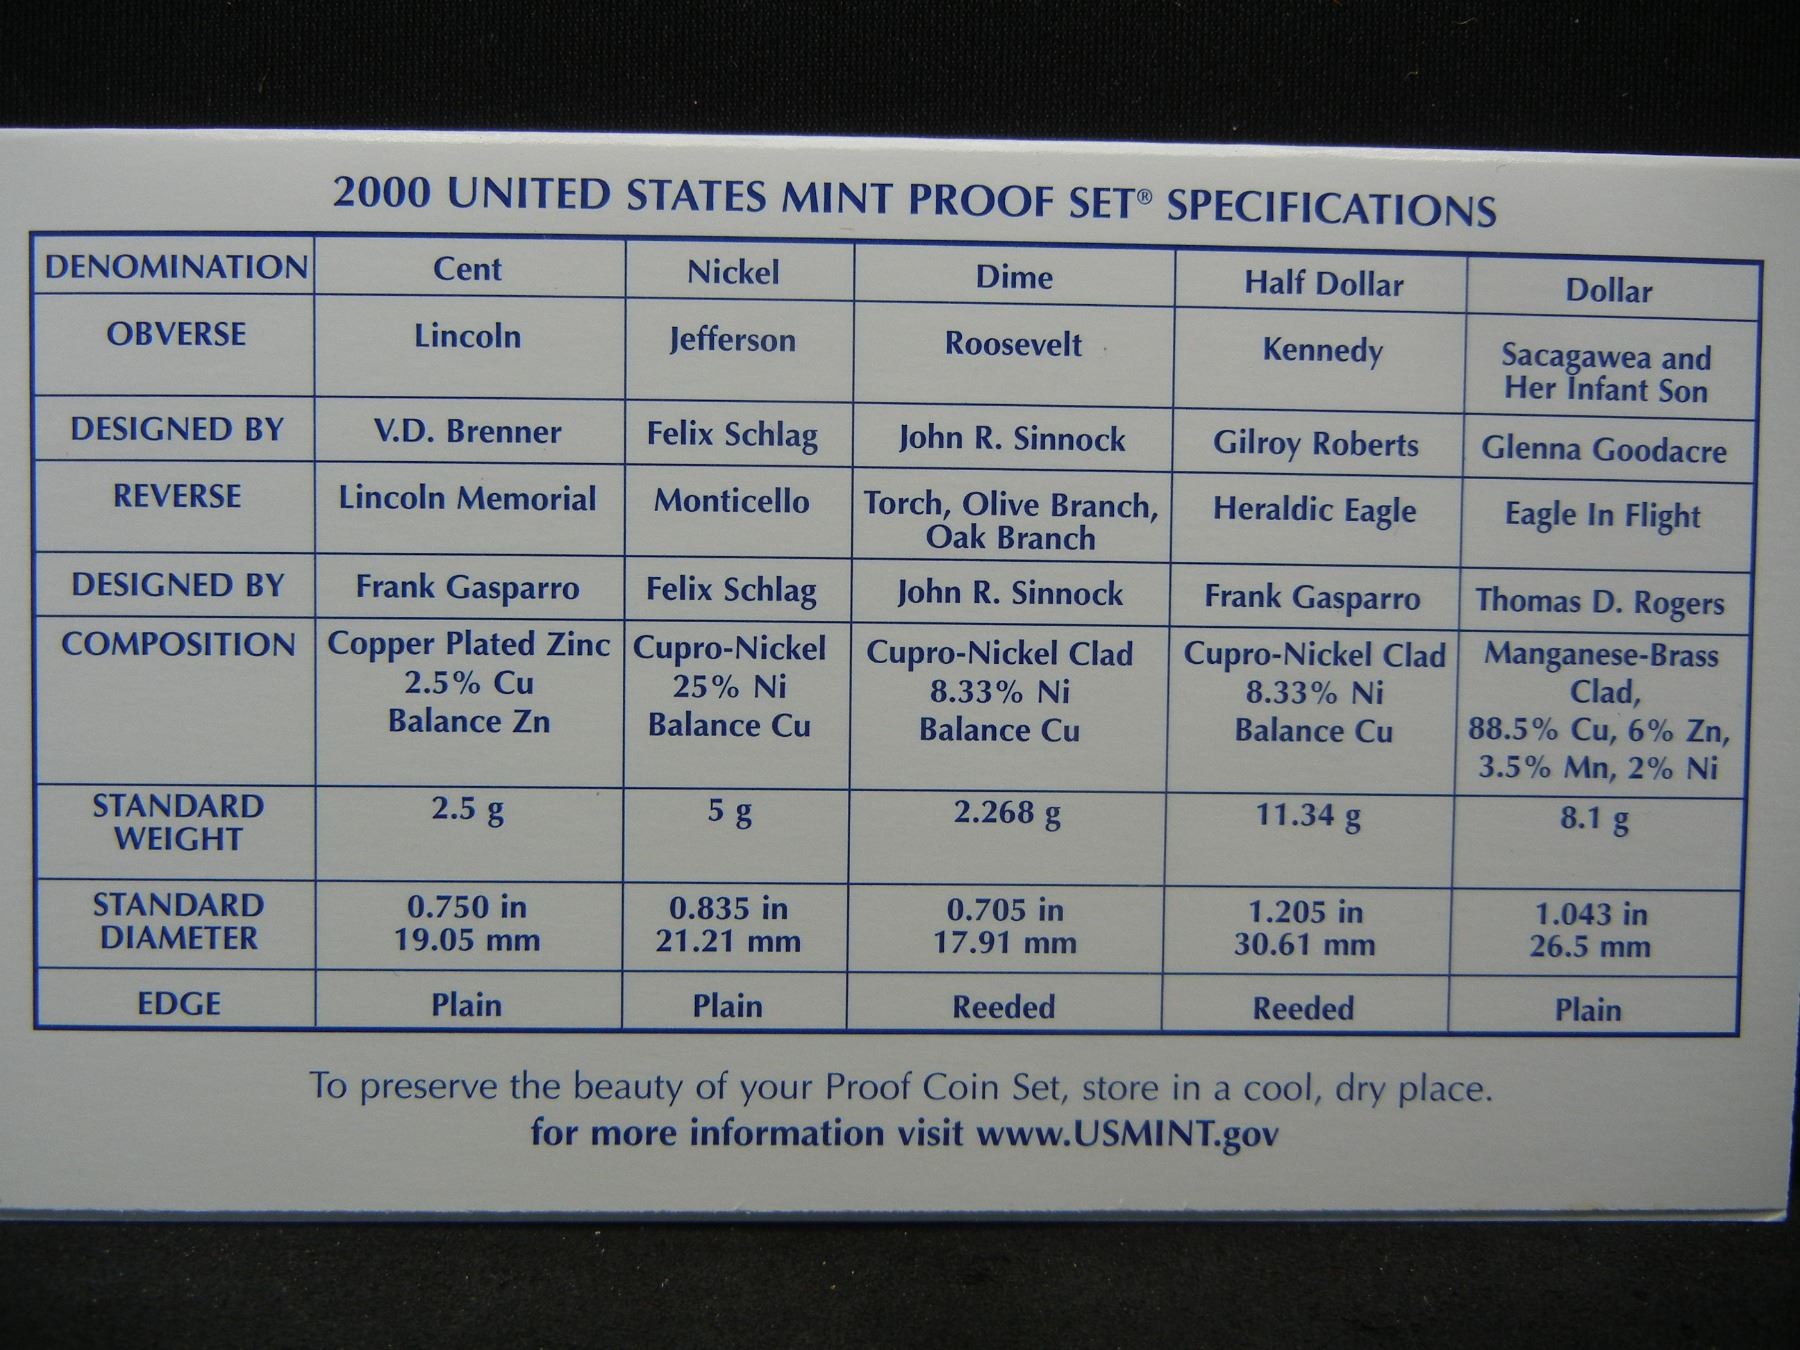 2000 UNITED STATES MINT PROOF SET® SPECIFICATIONS
DENOMINATION Cent Nickel Dime Half Dollar Dollar
OBVERSE Lincoln Jefferson Roosevelt Kennedy Sacagawea and
Her Infant Son
DESIGNED BY V.D. Brenner Felix Schlag John R. Sinnock Gilroy Roberts Glenna Goodacre
REVERSE Lincoln Memorial Monticello Torch, Olive Branch, Heraldic Eagle Eagle In Flight
Oak Branch
DESIGNED BY Frank Gasparro Felix Schlag John R. Sinnock Frank Gasparro Thomas D. Rogers
COMPOSITION Copper Plated Zinc Cupro-Nickel Cupro-Nickel Clad Cupro-Nickel Clad Manganese-Brass
2.5% Cu 25% Ni 8.33% Ni 8.33% Ni Clad,
Balance Zn Balance Cu Balance Cu Balance Cu 88.5% Cu, 6% Zn,
3.5% Mn, 2% Ni
STANDARD 2.5 g 5 g 2.268 g 11.34 g 8.1 g
WEIGHT
STANDARD 0.750 in 0.835 in 0.705 in 1.205 in 1.043 in
DIAMETER 19.05 mm 21.21 mm 17.91 mm 30.61 mm 26.5 mm
EDGE Plain Plain Reeded Reeded Plain
To preserve the beauty of your Proof Coin Set, store in a cool, dry place.
for more information visit www.USMINT.gov